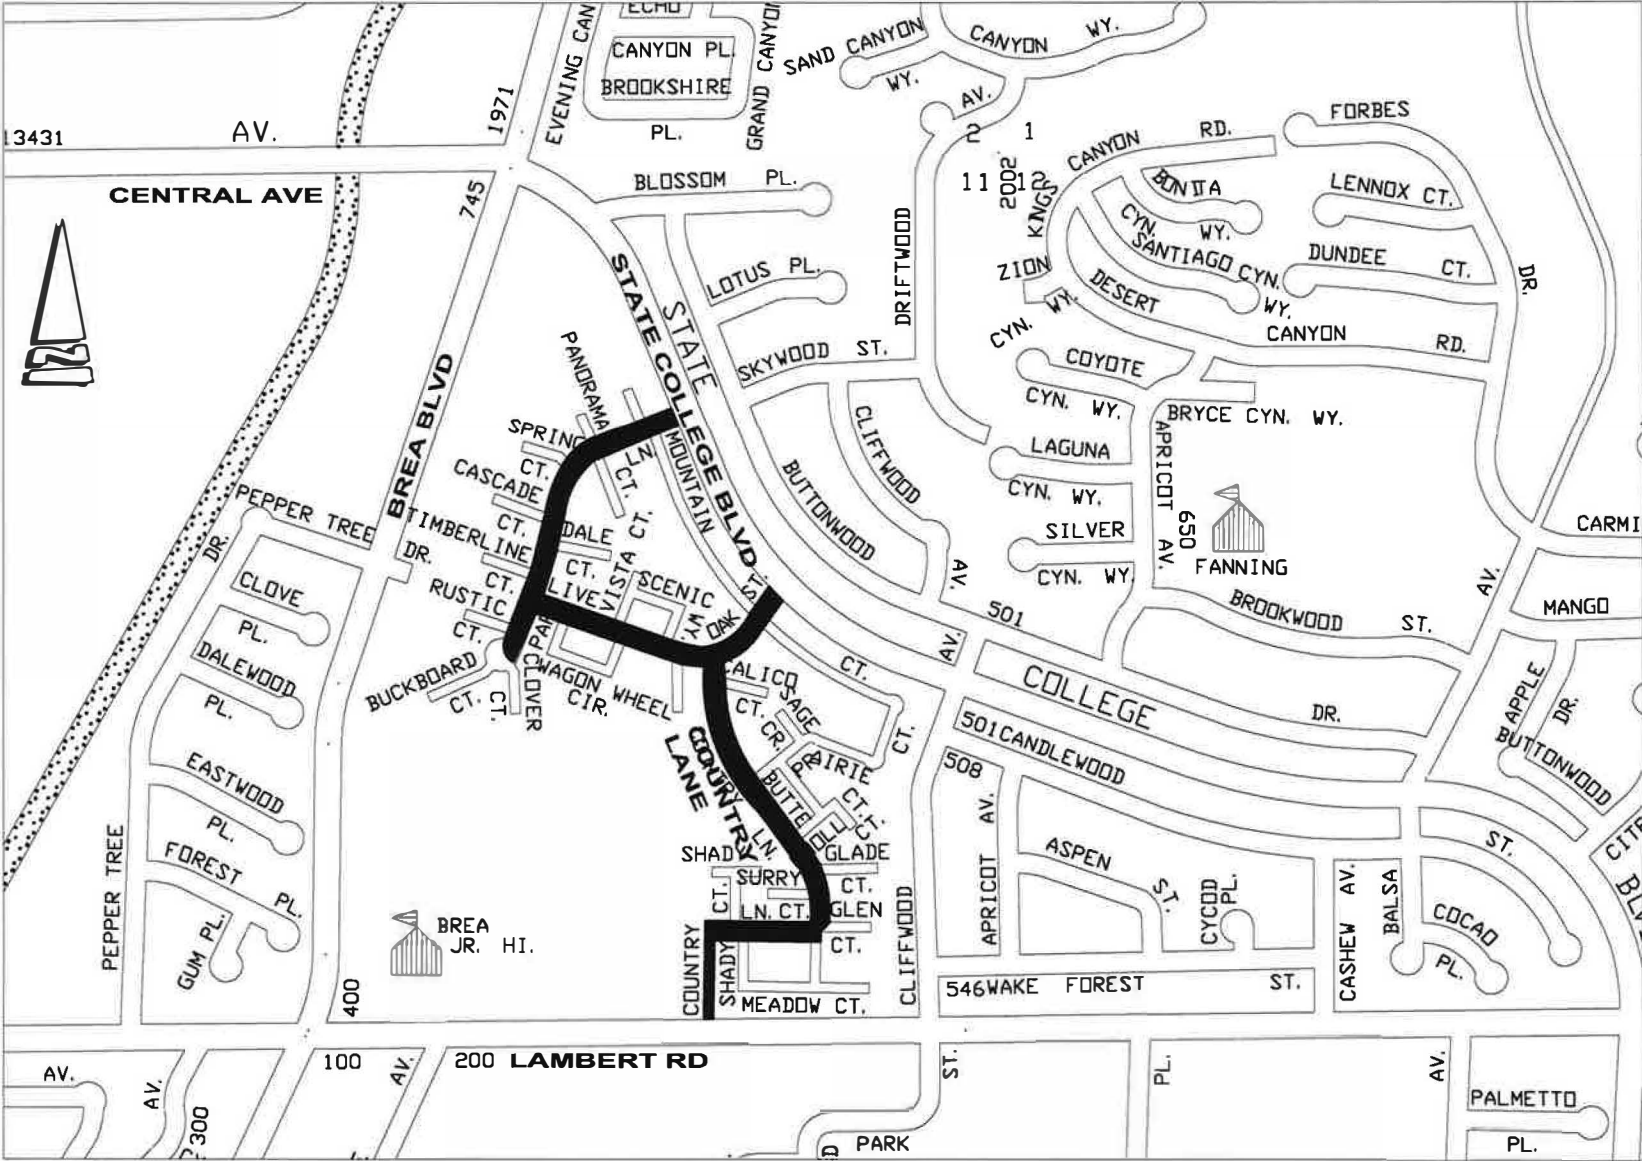 ECHO
CANYON PL.
BROOKSHIRE
PL.
EVENING CAN
GRAND CANYON
SAND CANYON
WY.
CANYON WY.
AV.
13431 AV.
1971
CENTRAL AVE
745
BLOSSOM PL.
LOTUS PL.
SKYWOOD ST.
DRIFTWOOD
AV.
2 1
11 12
2002
KINGS CANYON RD.
FORBES
BONITA
CYN. WY.
LENNOX CT.
SANTIAGO CYN. WY.
DUNDEE CT.
DR.
ZION
CYN. WY.
DESERT CANYON RD.
COYOTE
CYN. WY.
BRYCE CYN. WY.
LAGUNA
CYN. WY.
APRICOT AV.
650
SILVER
CYN. WY.
FANNING
CARMI
MANGO
AV.
BROOKWOOD ST.
STATE COLLEGE BLVD
STATE
BREA BLVD
PANORAMA
CT.
SPRING
CT.
LN.
MOUNTAIN
CASCADE
CT.
TIMBERLINE
CT.
DALE
CT.
VISTA CT.
RUSTIC
CT.
LIVE OAK ST.
SCENIC
WY.
BUCKBOARD
CT.
CLOVER
CT.
WAGON WHEEL
CIR.
CALICO
CT.
SAGE
CR.
PRAIRIE
CT.
BUTTE
CT.
COUNTRY
LANE
COUNTRY
LN.
SHADY
CT.
SURRY
LN. CT.
GLADE
CT.
GLEN
CT.
COUNTRY
SHADY
MEADOW CT.
CT.
CT.
CLIFFWOOD
CLIFFWOOD
AV.
BUTTONWOOD
AV.
501
COLLEGE
DR.
501 CANDLEWOOD
ST.
508
APRICOT AV.
ASPEN
ST.
CYCOD
PL.
CASHEW AV.
BALSA
COCAO
PL.
546 WAKE FOREST ST.
APPLE
DR.
BUTTONWOOD
BLV
PEPPER TREE
DR.
DR.
CLOVE
PL.
DALEWOOD
PL.
EASTWOOD
PL.
FOREST PL.
GUM PL.
PEPPER TREE
BREA
JR. HI.
400
100
AV.
200 LAMBERT RD
AV.
AV.
300
ST.
PARK
PL.
AV.
PALMETTO
PL.